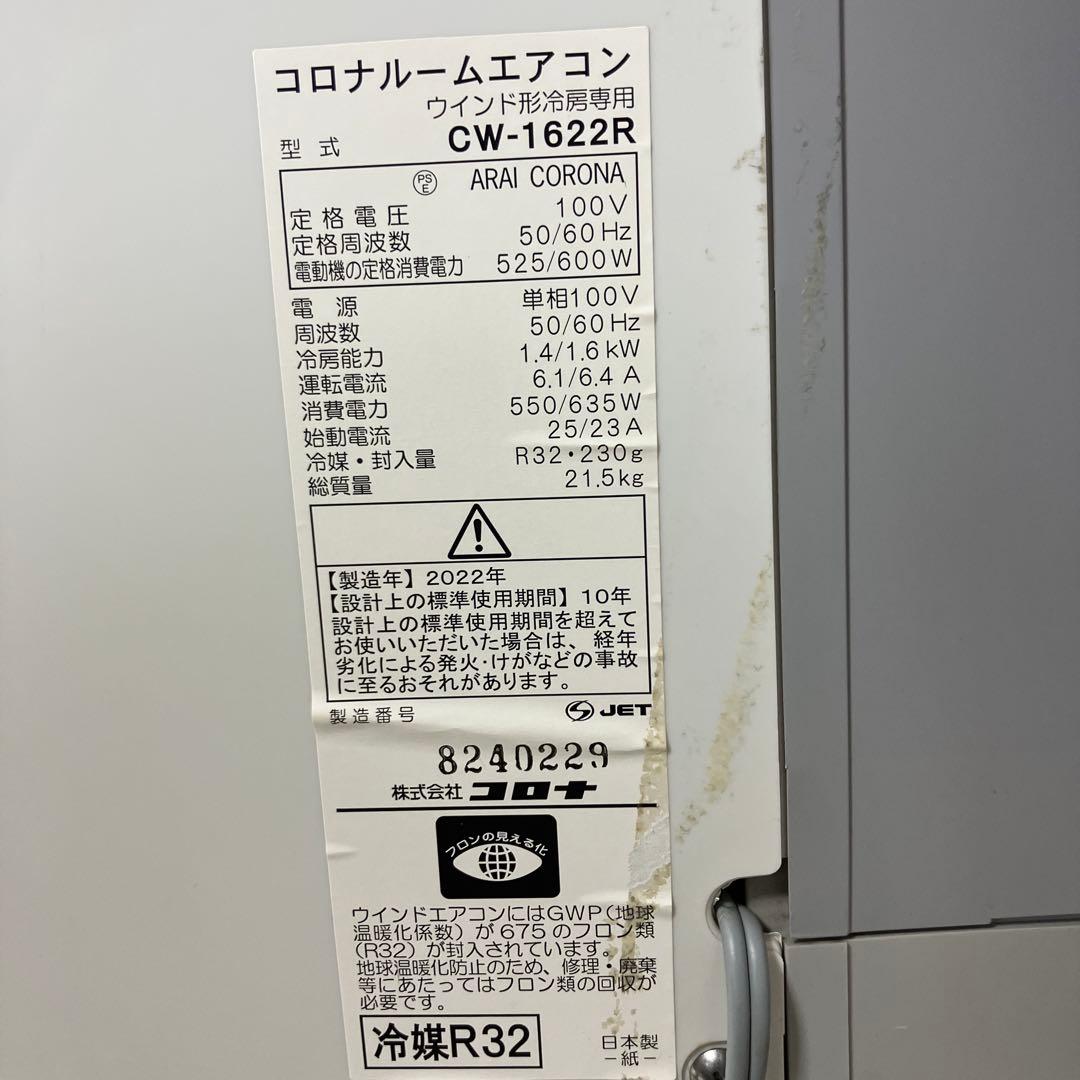 コロナルームエアコン
ウインド形冷房専用
型式 CW-1622R
PSE ARAI CORONA
定格電圧 100V
定格周波数 50/60Hz
電動機の定格消費電力 525/600W
電源 単相100V
周波数 50/60Hz
冷房能力 1.4/1.6kW
運転電流 6.1/6.4A
消費電力 550/635W
始動電流 25/23A
冷媒・封入量 R32・230g
総質量 21.5kg
【製造年】2022年
【設計上の標準使用期間】10年
設計上の標準使用期間を超えて
お使いいただいた場合は、経年
劣化による発火・けがなどの事故
に至るおそれがあります。
製造番号 S JET
8240229
株式会社 コロナ
フロンの見える化
ウインドエアコンにはGWP(地球
温暖化係数)が675のフロン類
(R32)が封入されています。
地球温暖化防止のため、修理・廃棄
等にあたってはフロン類の回収が
必要です。
冷媒R32
日本製
－紙－